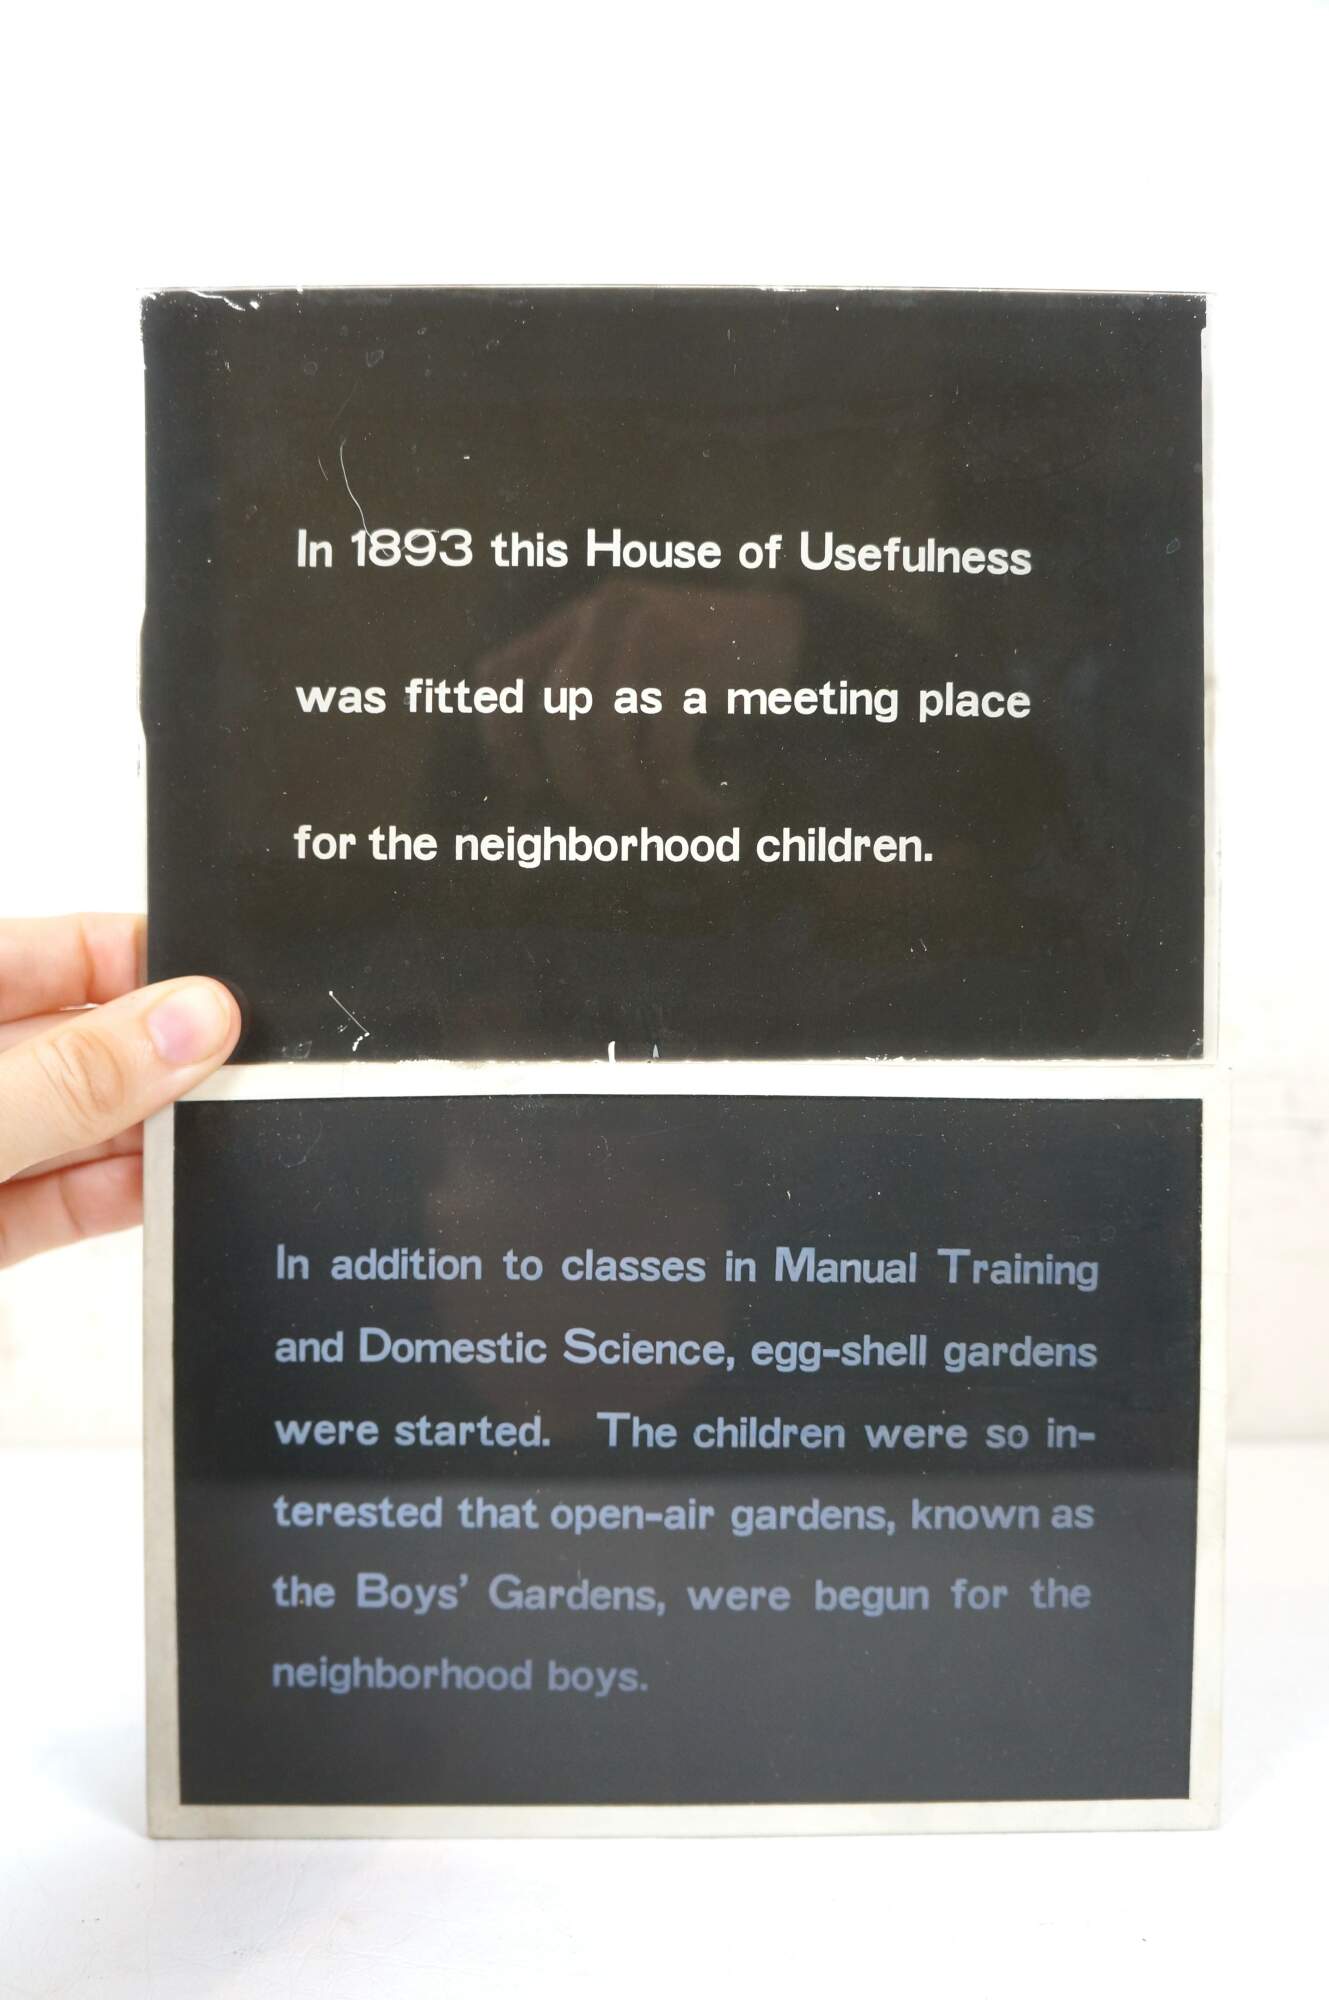 In 1893 this House of Usefulness
was fitted up as a meeting place
for the neighborhood children.
In addition to classes in Manual Training
and Domestic Science, egg-shell gardens
were started. The children were so in-
terested that open-air gardens, known as
the Boys' Gardens, were begun for the
neighborhood boys.